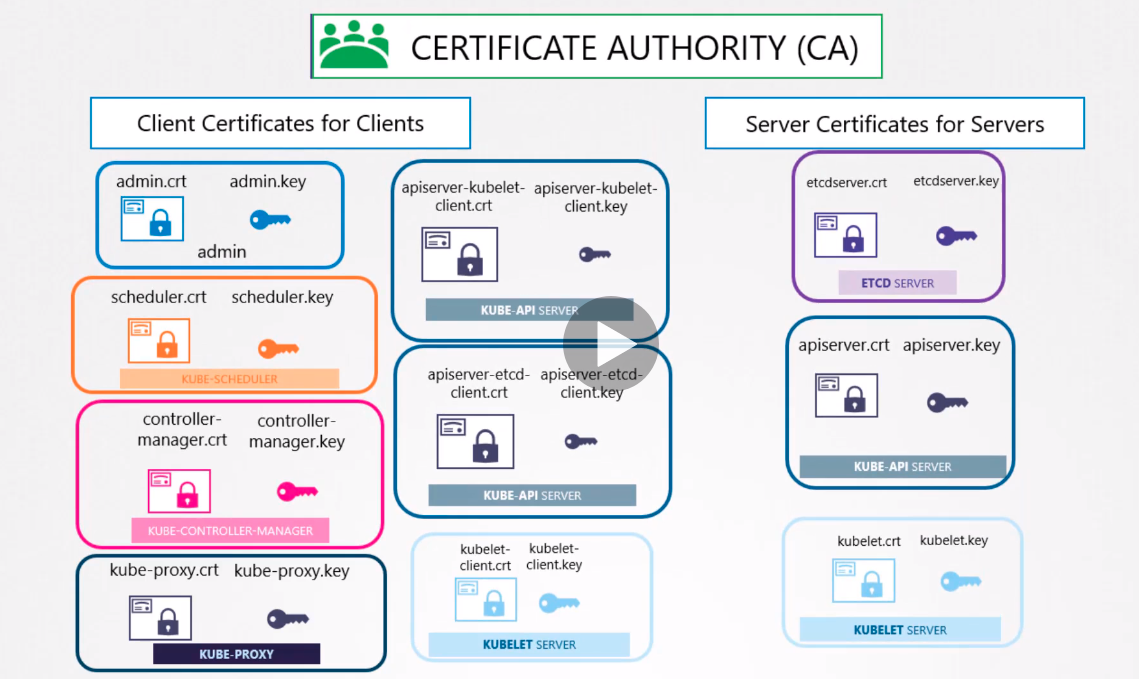 CERTIFICATE AUTHORITY (CA)
Client Certificates for Clients
Server Certificates for Servers
admin.crt
admin.key
admin
scheduler.crt
scheduler.key
KUBE-SCHEDULER
controller-
manager.crt
controller-
manager.key
KUBE-CONTROLLER-MANAGER
kube-proxy.crt
kube-proxy.key
KUBE-PROXY
apiserver-kubelet-
client.crt
apiserver-kubelet-
client.key
KUBE-API SERVER
apiserver-etcd-
client.crt
apiserver-etcd-
client.key
KUBE-API SERVER
kubelet-
client.crt
kubelet-
client.key
KUBELET SERVER
etcdserver.crt
etcdserver.key
ETCD SERVER
apiserver.crt
apiserver.key
KUBE-API SERVER
kubelet.crt
kubelet.key
KUBELET SERVER